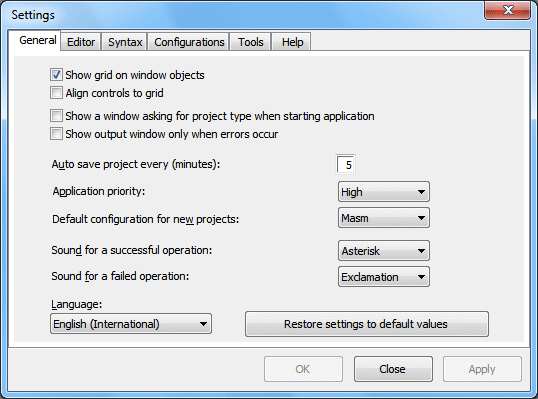 Settings
General Editor Syntax Configurations Tools Help
Show grid on window objects
Align controls to grid
Show a window asking for project type when starting application
Show output window only when errors occur
Auto save project every (minutes): 5
Application priority: High
Default configuration for new projects: Masm
Sound for a successful operation: Asterisk
Sound for a failed operation: Exclamation
Language:
English (International) Restore settings to default values
OK Close Apply